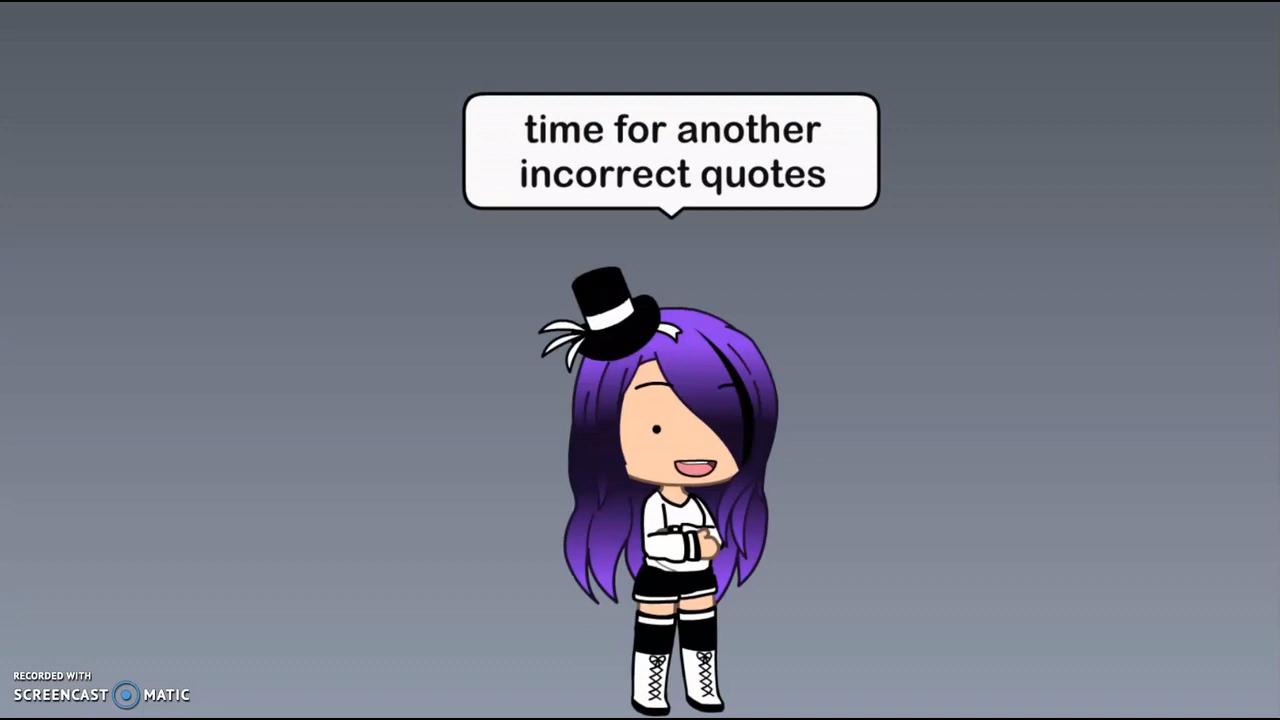 time for another
incorrect quotes
RECORDED WITH
SCREENCAST MATIC